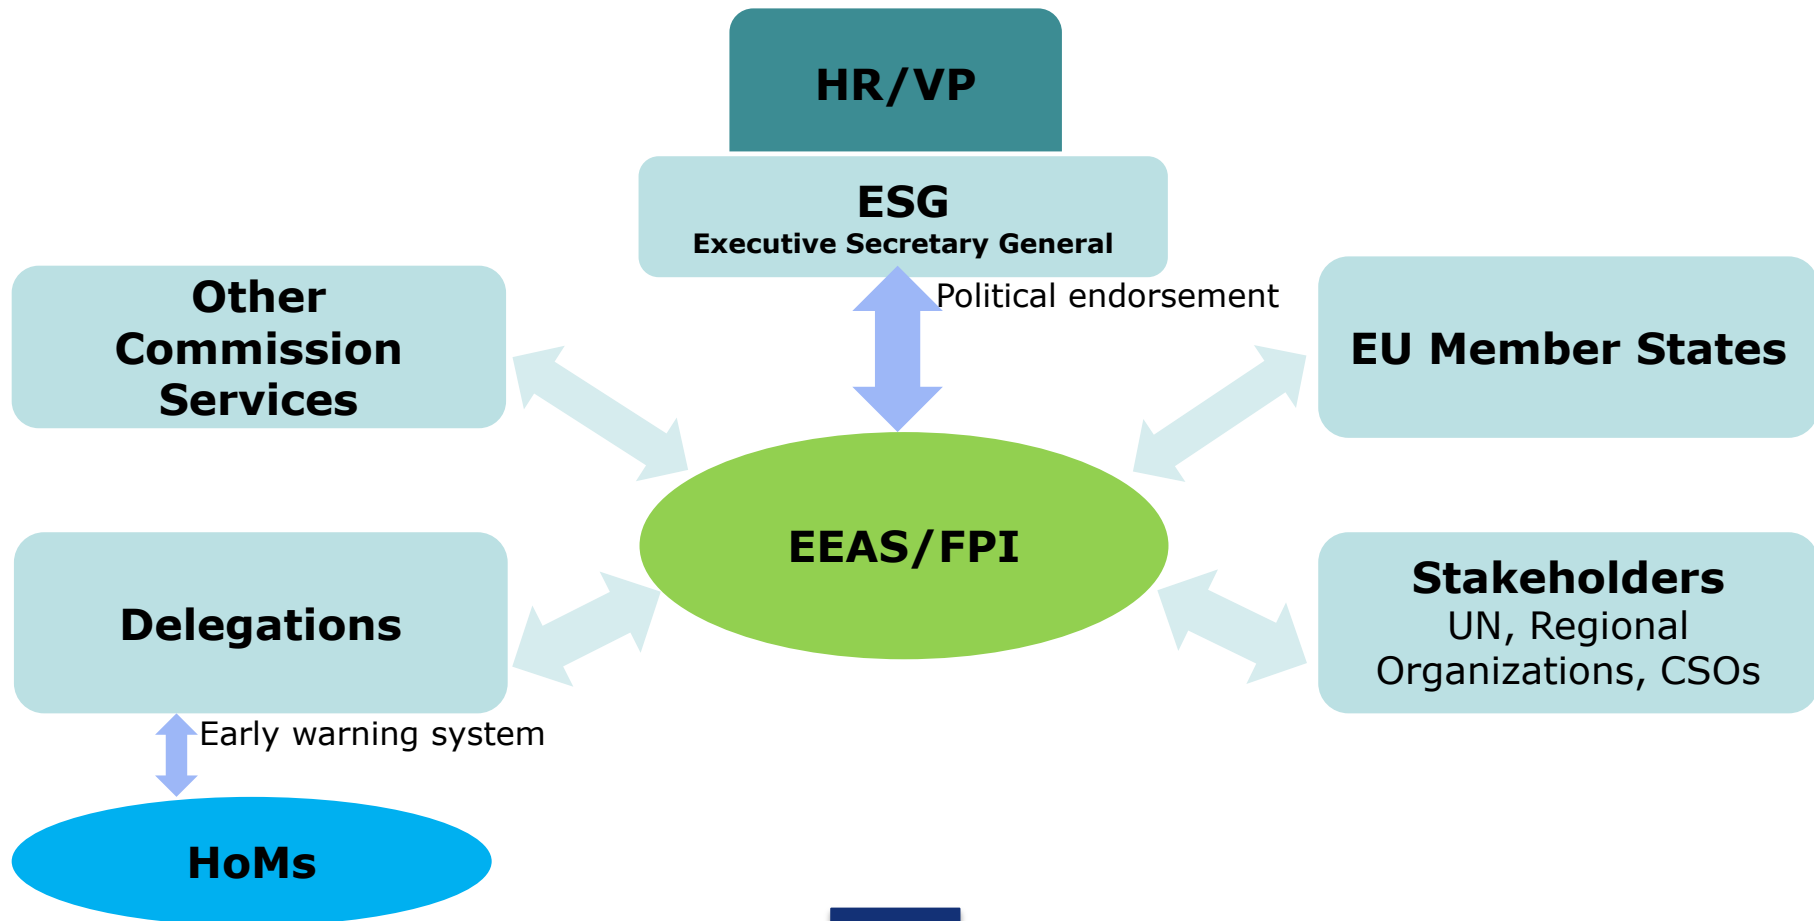 HR/VP
ESG
Executive Secretary General
Political endorsement
Other
Commission
Services
EU Member States
EEAS/FPI
Delegations
Stakeholders
UN, Regional
Organizations, CSOs
Early warning system
HoMs